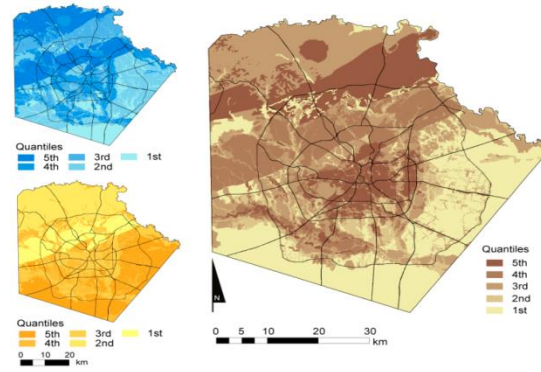 Quantiles
5th 3rd 1st
4th 2nd
Quantiles
5th 3rd 1st
4th 2nd
0 5 10 20
km
N
0 5 10 20 30
km
Quantiles
5th
4th
3rd
2nd
1st